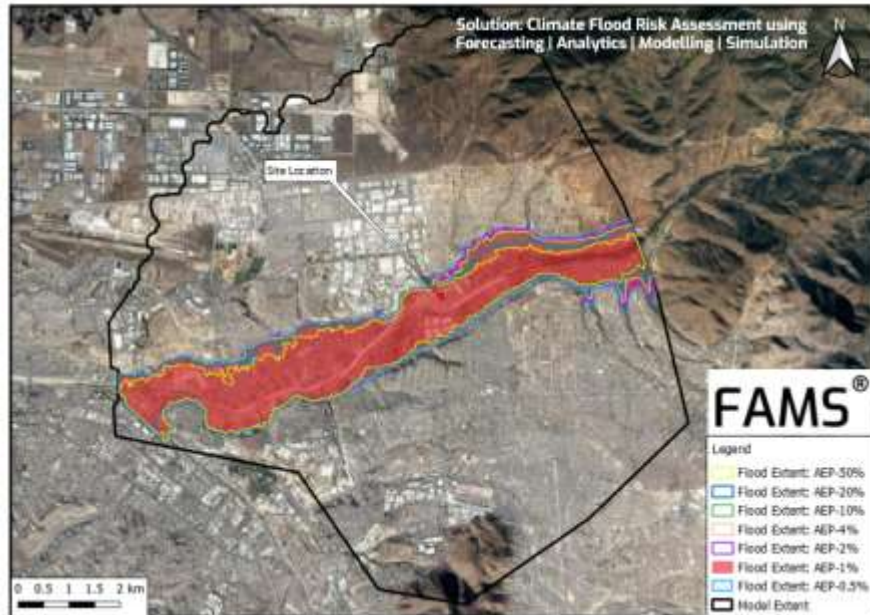 Solution: Climate Flood Risk Assessment using
Forecasting | Analytics | Modelling | Simulation
N
Site Location
FAMS®
Legend
Flood Extent: AEP-50%
Flood Extent: AEP-20%
Flood Extent: AEP-10%
Flood Extent: AEP-4%
Flood Extent: AEP-2%
Flood Extent: AEP-1%
Flood Extent: AEP-0.5%
Model Extent
0 0.5 1 1.5 2 km